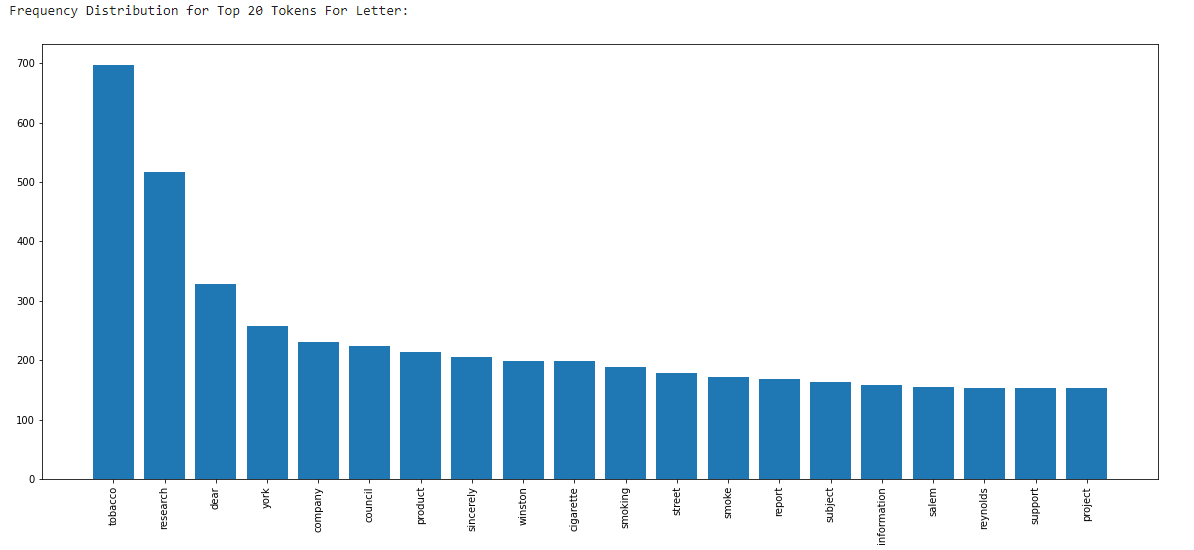 Frequency Distribution for Top 20 Tokens For Letter:
700
600
500
400
300
200
100
0
tobacco
research
dear
york
company
council
product
sincerely
winston
cigarette
smoking
street
smoke
report
subject
information
salem
reynolds
support
project